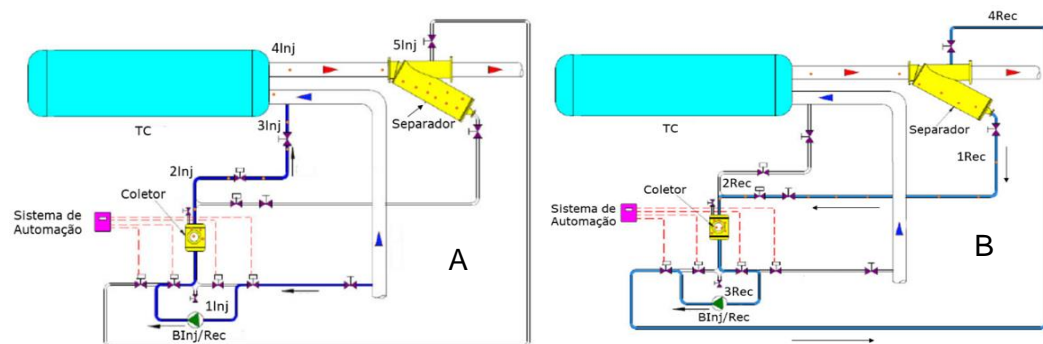 4Inj
5Inj
TC
3Inj
Separador
2Inj
Coletor
Sistema de
Automação
A
1Inj
BInj/Rec
4Rec
TC
Separador
1Rec
2Rec
Coletor
Sistema de
Automação
B
3Rec
BInj/Rec